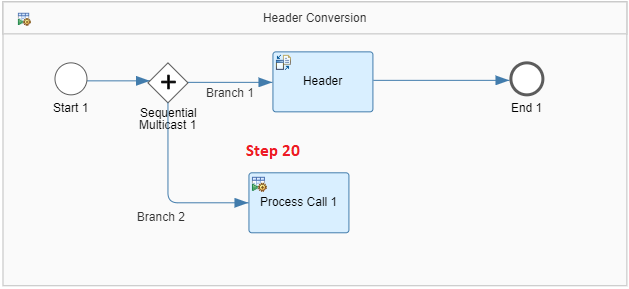 Header Conversion
Start 1
Sequential
Multicast 1
Branch 1
Header
End 1
Step 20
Branch 2
Process Call 1